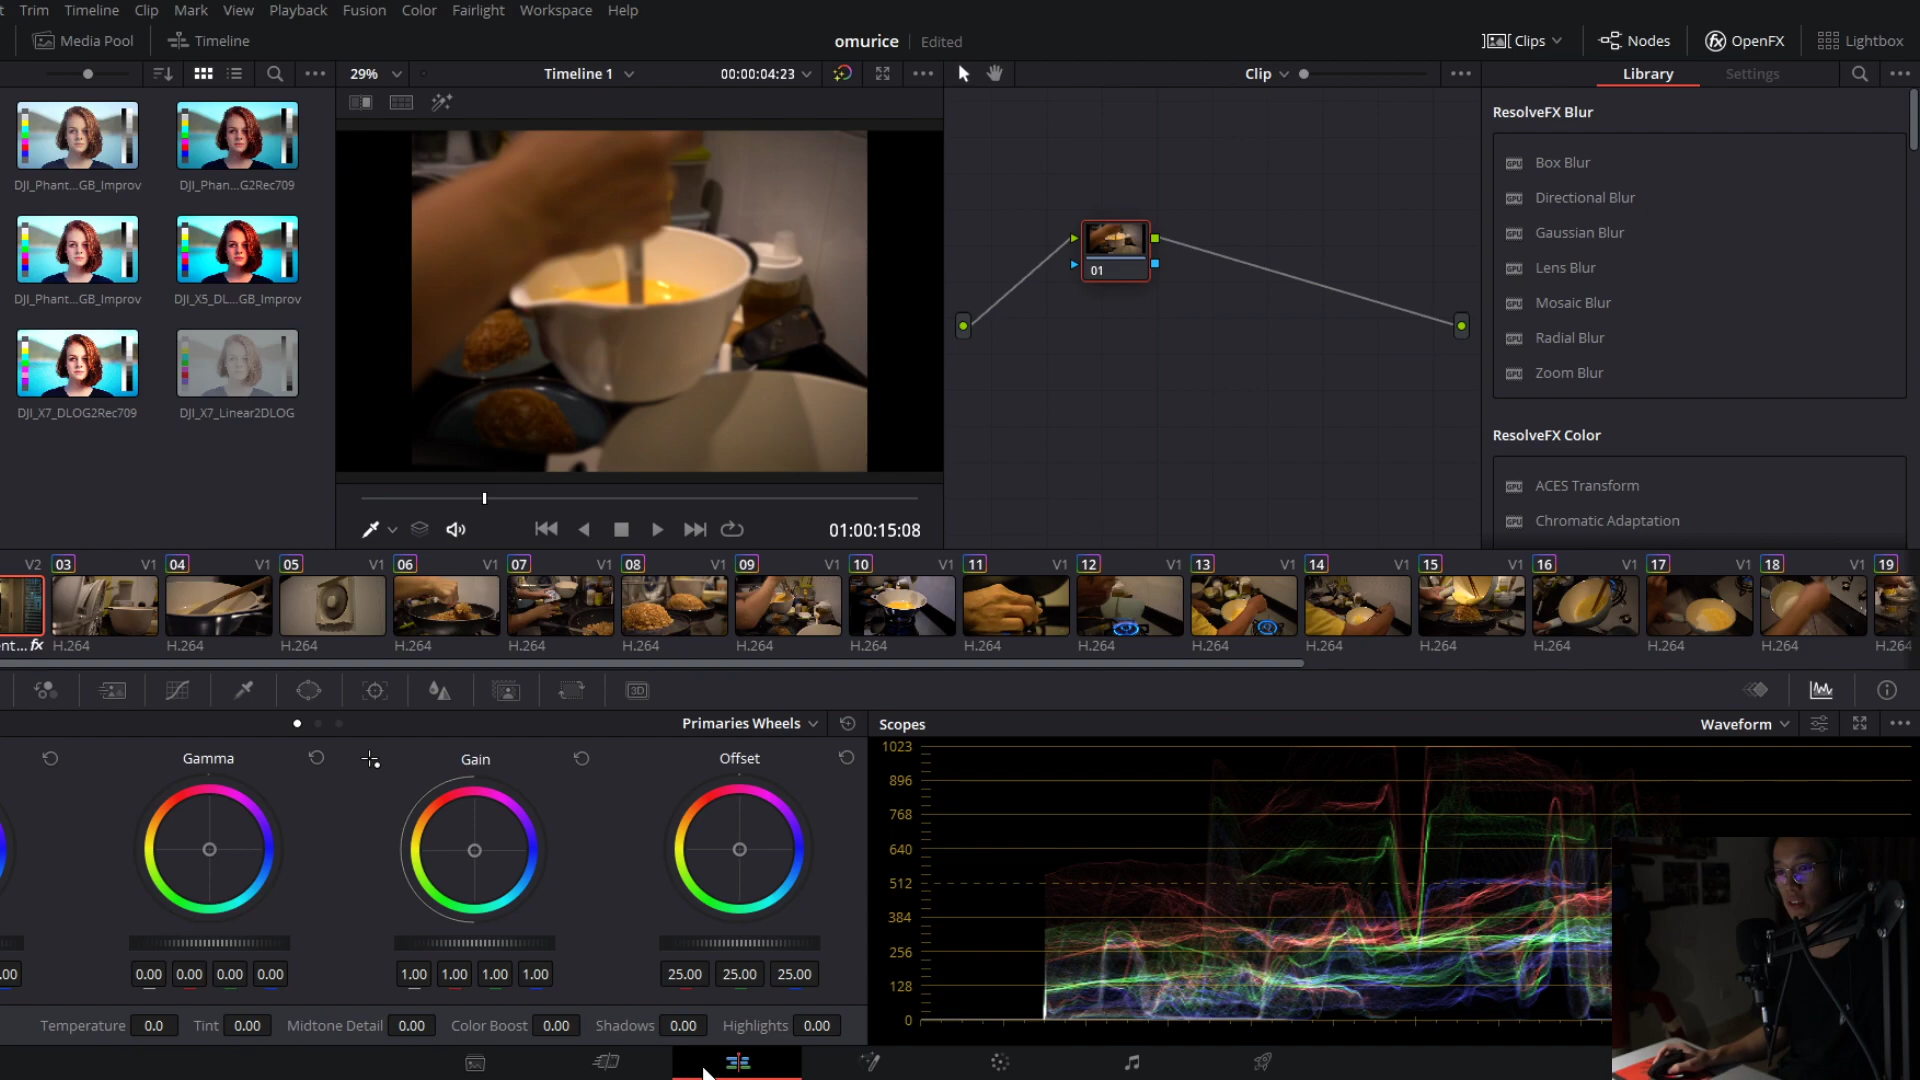 t Trim Timeline Clip Mark View Playback Fusion Color Fairlight Workspace Help
Media Pool Timeline omurice Edited Clips Nodes OpenFX Lightbox
29% Timeline 1 00:00:04:23 Clip Library Settings
ResolveFX Blur
Box Blur
DJI_Phant...GB_Improv DJI_Phan...G2Rec709
Directional Blur
Gaussian Blur
Lens Blur
DJI_Phant...GB_Improv DJI_X5_DL...GB_Improv
Mosaic Blur
Radial Blur
Zoom Blur
DJI_X7_DLOG2Rec709 DJI_X7_Linear2DLOG
01
ResolveFX Color
ACES Transform
Chromatic Adaptation
01:00:15:08
V2 03 V1 04 V1 05 V1 06 V1 07 V1 08 V1 09 V1 10 V1 11 V1 12 V1 13 V1 14 V1 15 V1 16 V1 17 V1 18 V1 19
ent... fx H.264 H.264 H.264 H.264 H.264 H.264 H.264 H.264 H.264 H.264 H.264 H.264 H.264 H.264 H.264 H.264 H.264
3D
Primaries Wheels Scopes Waveform
Gamma Gain Offset
1023
896
768
640
512
384
256
128
0
.00 0.00 0.00 0.00 0.00 1.00 1.00 1.00 1.00 25.00 25.00 25.00
Temperature 0.0 Tint 0.00 Midtone Detail 0.00 Color Boost 0.00 Shadows 0.00 Highlights 0.00